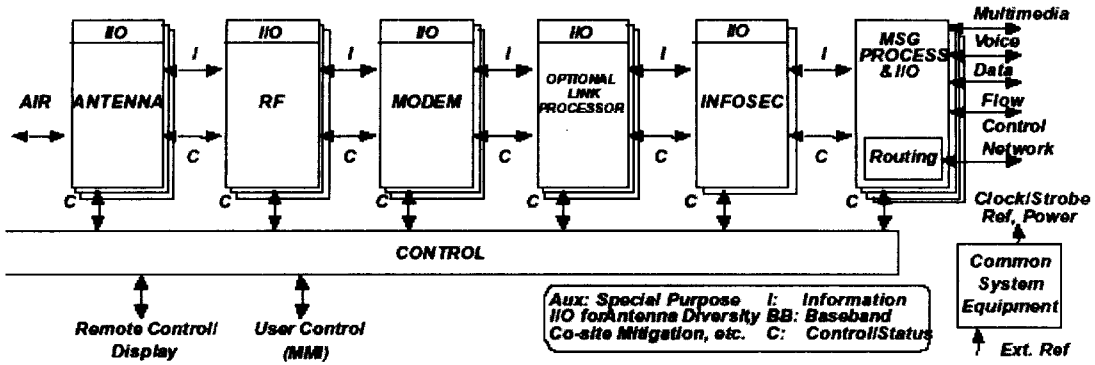 I/O
I/O
I/O
I/O
I/O
MSG
PROCESS
& I/O
Multimedia
Voice
Data
Flow
Control
Network
I
I
I
I
I
AIR
ANTENNA
RF
MODEM
OPTIONAL
LINK
PROCESSOR
INFOSEC
Routing
C
C
C
C
C
C
C
C
C
C
C
Clock/Strobe
Ref, Power
CONTROL
Common
System
Equipment
Ext. Ref
Remote Control/
Display
User Control
(MMI)
Aux: Special Purpose I: Information
I/O forAntenna Diversity BB: Baseband
Co-site Mitigation, etc. C: Control/Status